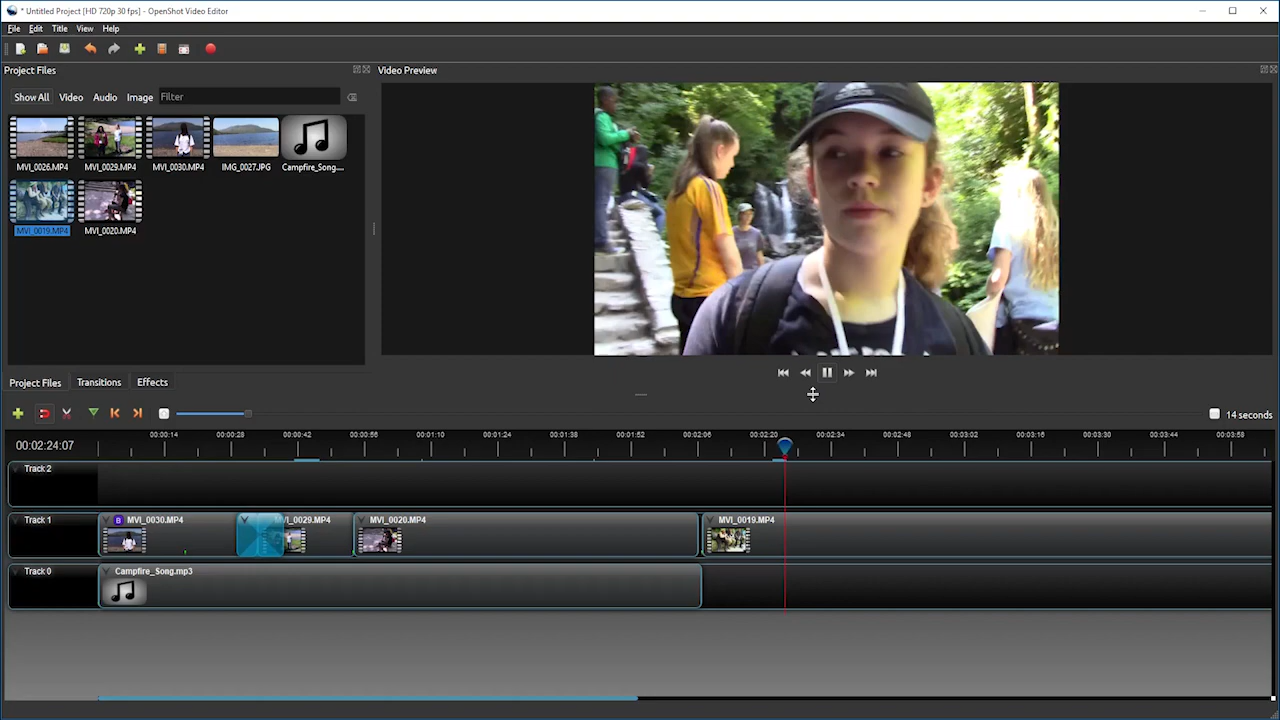 * Untitled Project [HD 720p 30 fps] - OpenShot Video Editor
File Edit Title View Help
Project Files
Video Preview
Show All Video Audio Image Filter
MVI_0026.MP4 MVI_0029.MP4 MVI_0030.MP4 IMG_0027.JPG Campfire_Song...
MVI_0019.MP4 MVI_0020.MP4
adidas
Project Files Transitions Effects
14 seconds
00:02:24:07
00:00:14 00:00:28 00:00:42 00:00:56 00:01:10 00:01:24 00:01:38 00:01:52 00:02:06 00:02:20 00:02:34 00:02:48 00:03:02 00:03:16 00:03:30 00:03:44 00:03:58
Track 2
Track 1
B MVI_0030.MP4
MVI_0029.MP4
MVI_0020.MP4
MVI_0019.MP4
Track 0
Campfire_Song.mp3